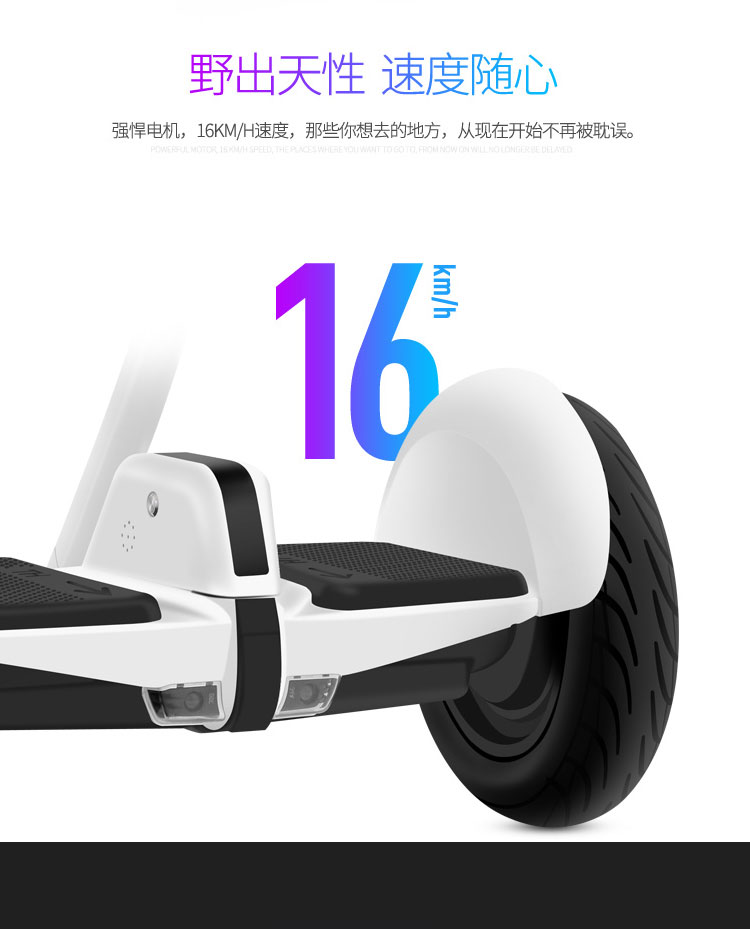 野出天性 速度随心
强悍电机，16KM/H速度，那些你想去的地方，从现在开始不再被耽误。
POWERFUL MOTOR, 16 KM/H SPEED, THE PLACES WHERE YOU WANT TO GO TO, FROM NOW ON WILL NO LONGER BE DELAYED.
16 km/h